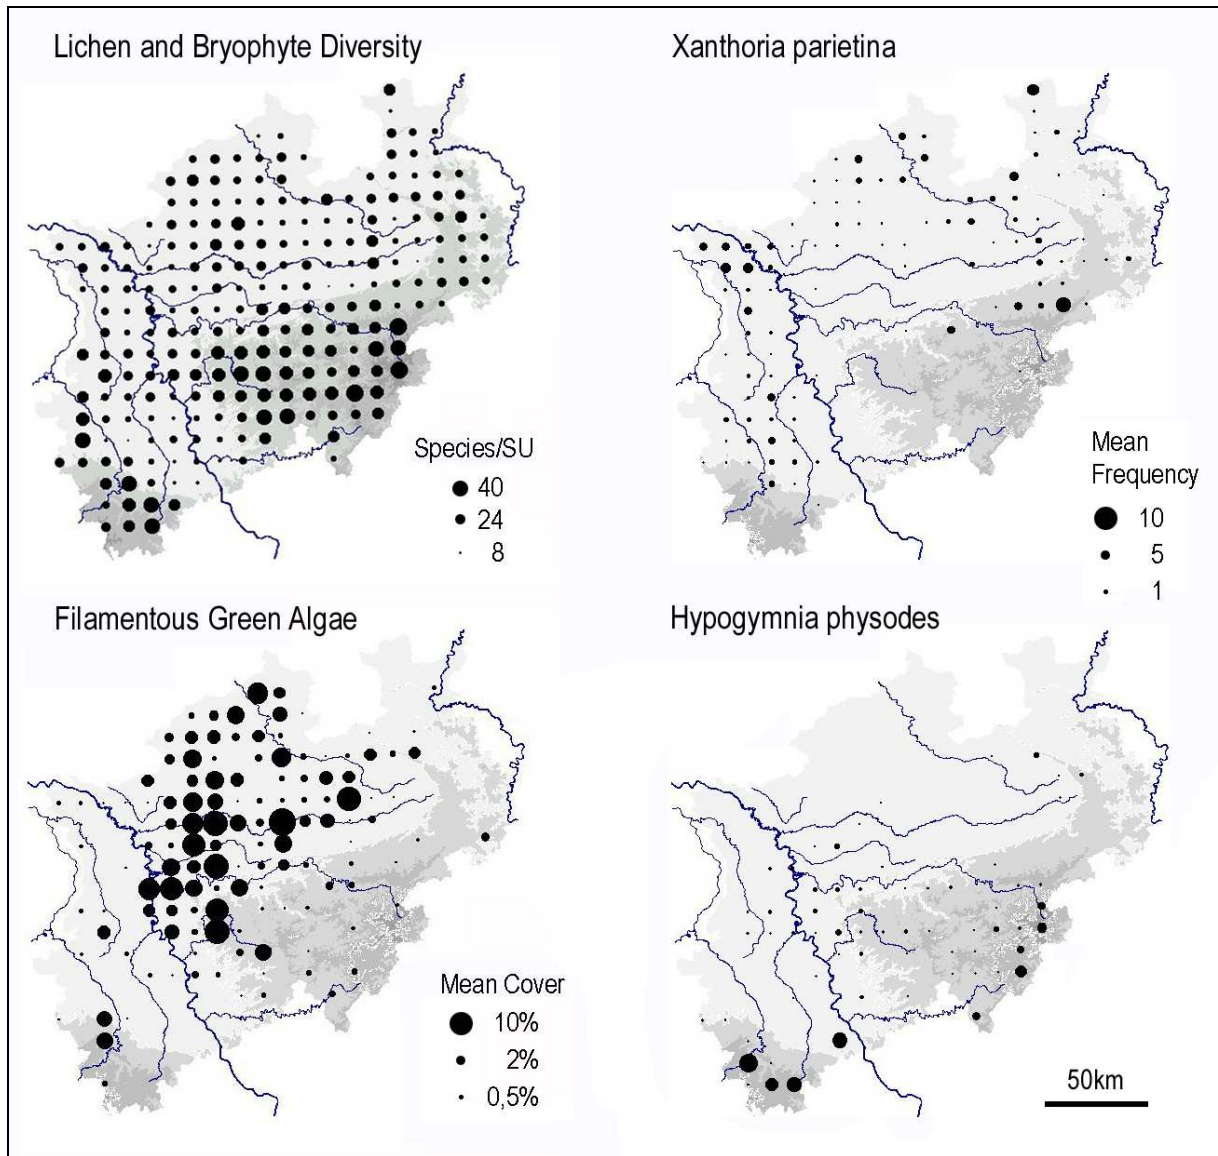 Lichen and Bryophyte Diversity
Species/SU
40
24
8
Xanthoria parietina
Mean
Frequency
10
5
1
Filamentous Green Algae
Mean Cover
10%
2%
0,5%
Hypogymnia physodes
50km